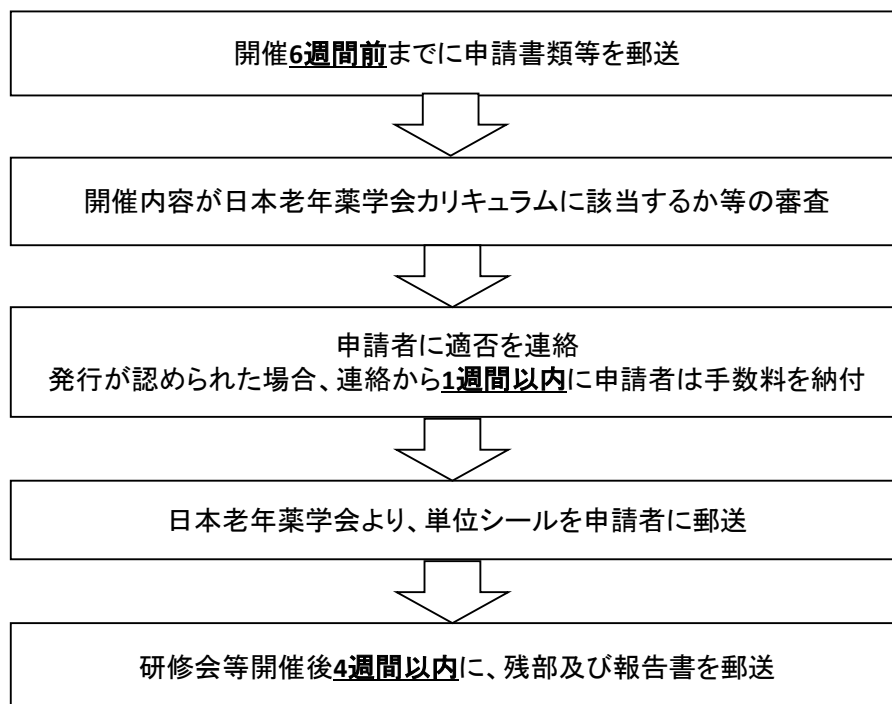 開催6週間前までに申請書類等を郵送
開催内容が日本老年薬学会カリキュラムに該当するか等の審査
申請者に適否を連絡
発行が認められた場合、連絡から1週間以内に申請者は手数料を納付
日本老年薬学会より、単位シールを申請者に郵送
研修会等開催後4週間以内に、残部及び報告書を郵送